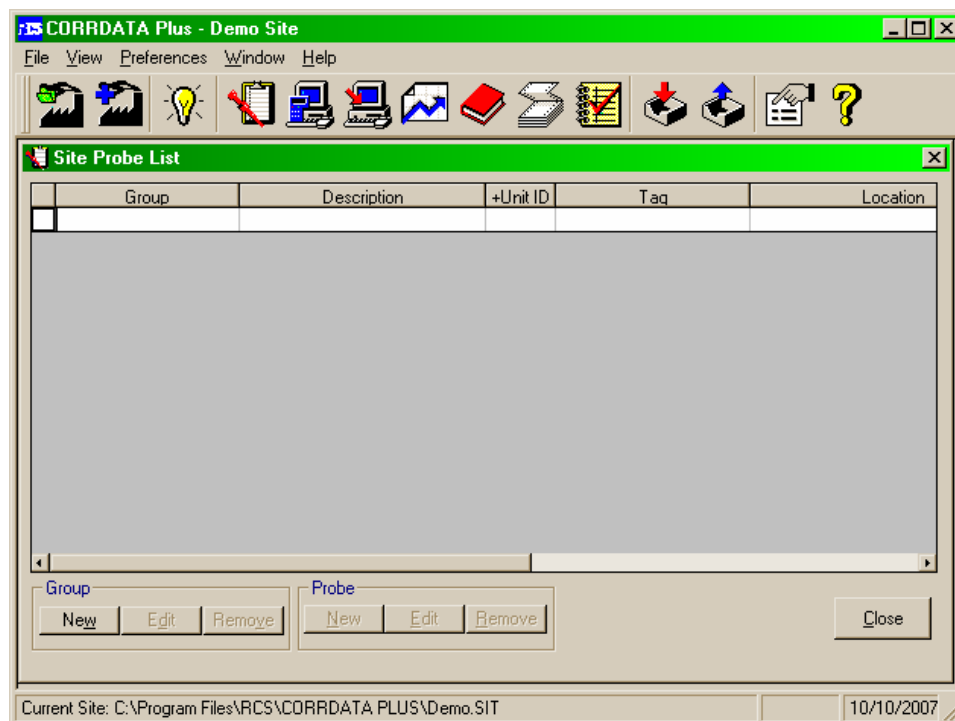 CORRDATA Plus - Demo Site
File View Preferences Window Help
Site Probe List
Group Description +Unit ID Tag Location
Group Probe
New Edit Remove New Edit Remove Close
Current Site: C:\Program Files\RCS\CORRDATA PLUS\Demo.SIT 10/10/2007